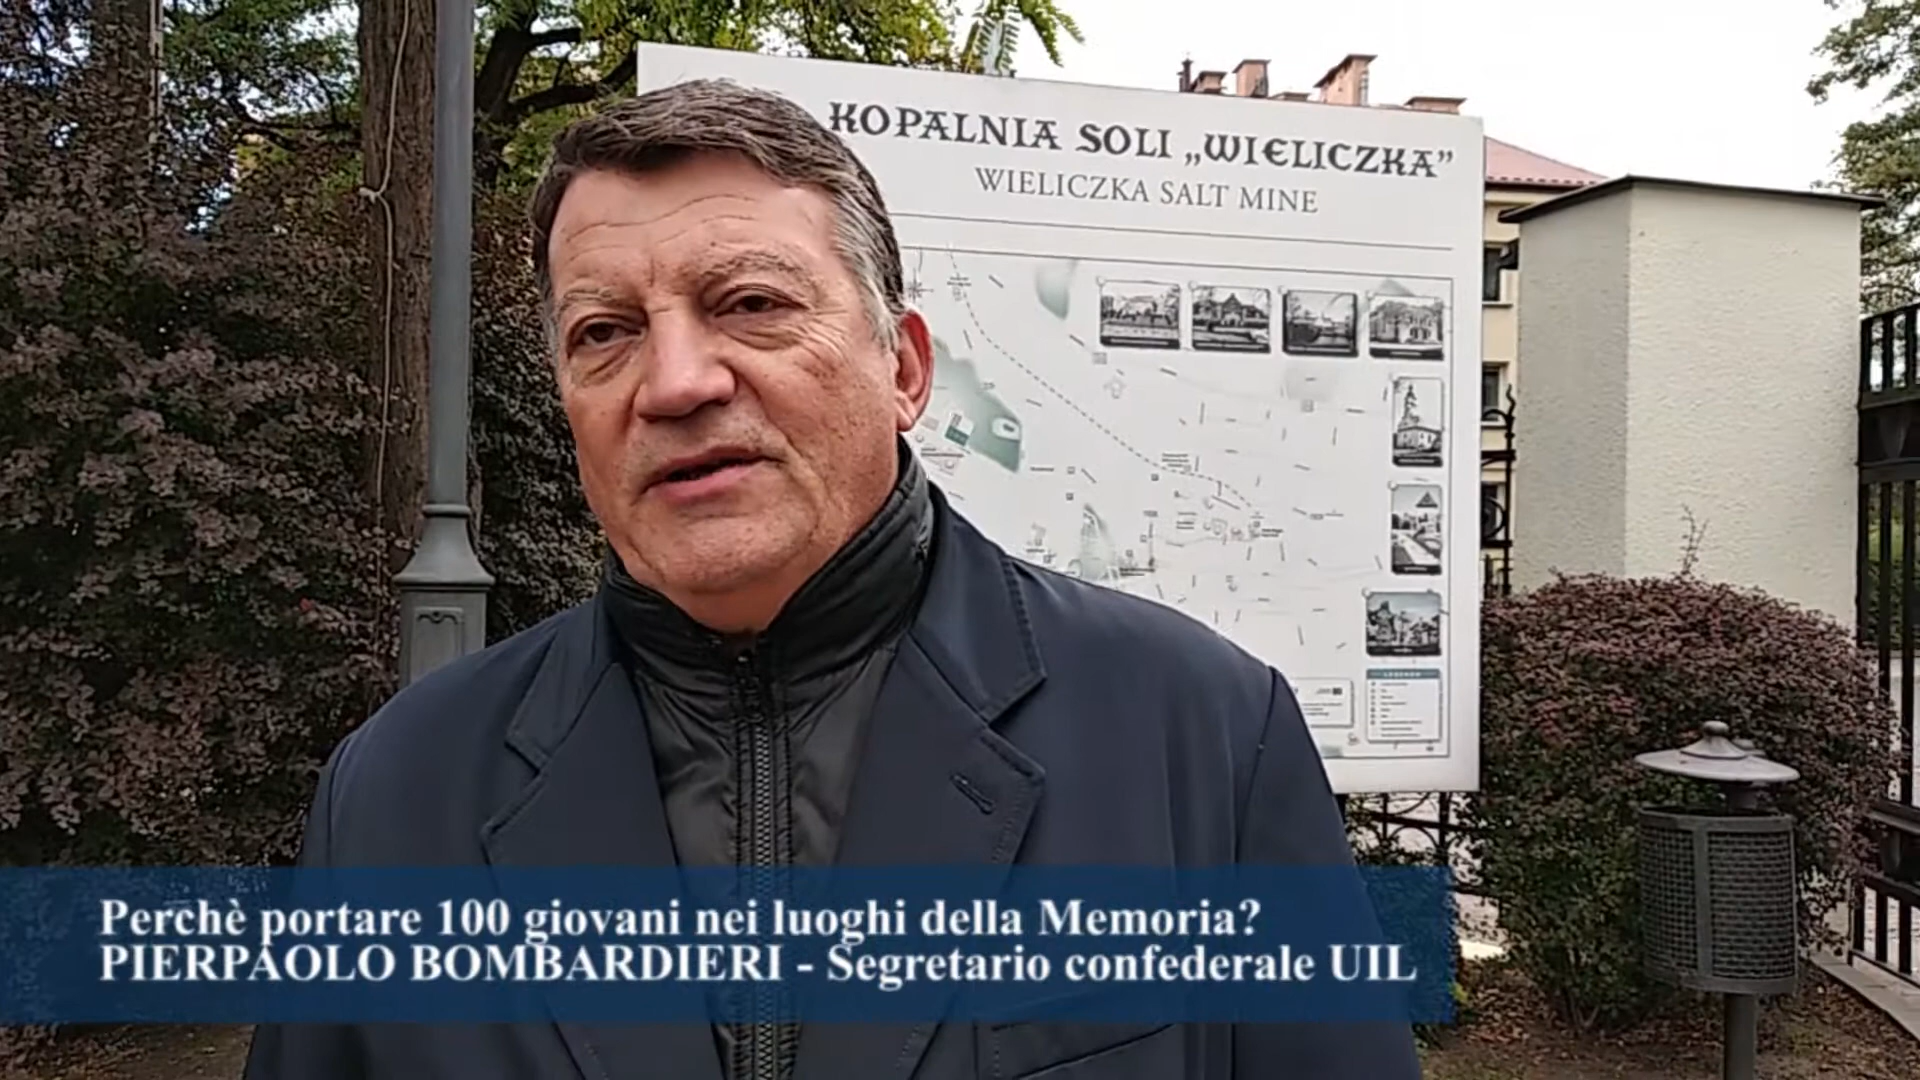 KOPALNIA SOLI „WIELICZKA”
WIELICZKA SALT MINE
LEGENDA
Perchè portare 100 giovani nei luoghi della Memoria?
PIERPAOLO BOMBARDIERI - Segretario confederale UIL